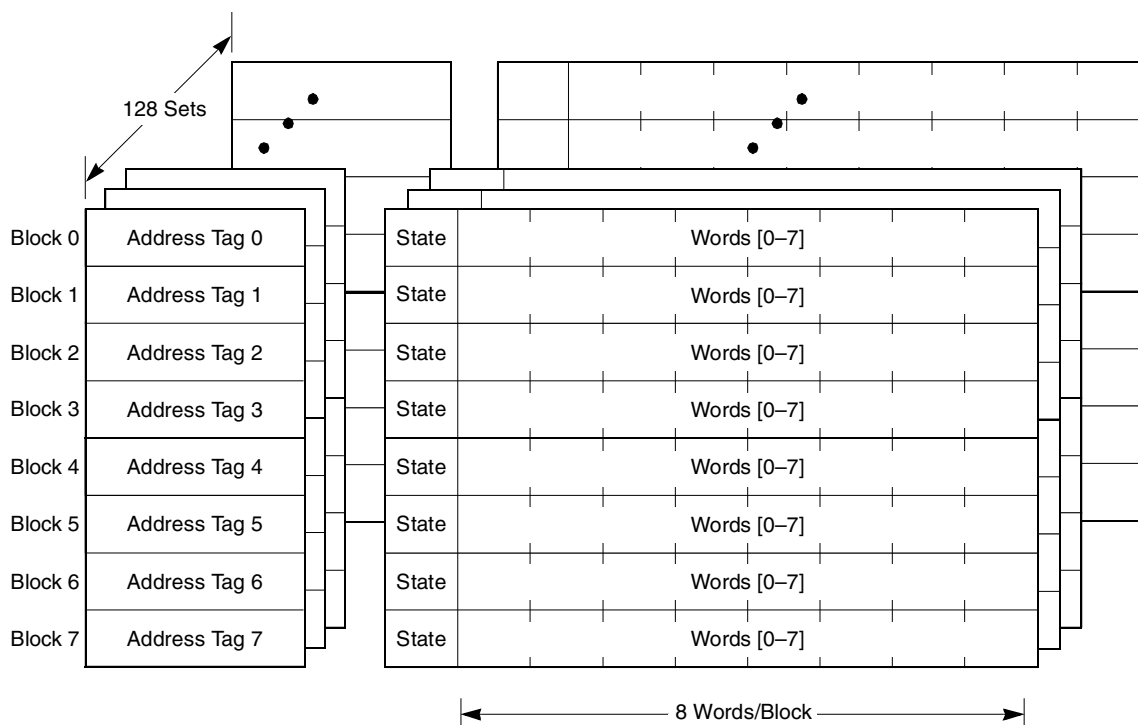 128 Sets
Block 0 Address Tag 0 State Words [0–7]
Block 1 Address Tag 1 State Words [0–7]
Block 2 Address Tag 2 State Words [0–7]
Block 3 Address Tag 3 State Words [0–7]
Block 4 Address Tag 4 State Words [0–7]
Block 5 Address Tag 5 State Words [0–7]
Block 6 Address Tag 6 State Words [0–7]
Block 7 Address Tag 7 State Words [0–7]
8 Words/Block